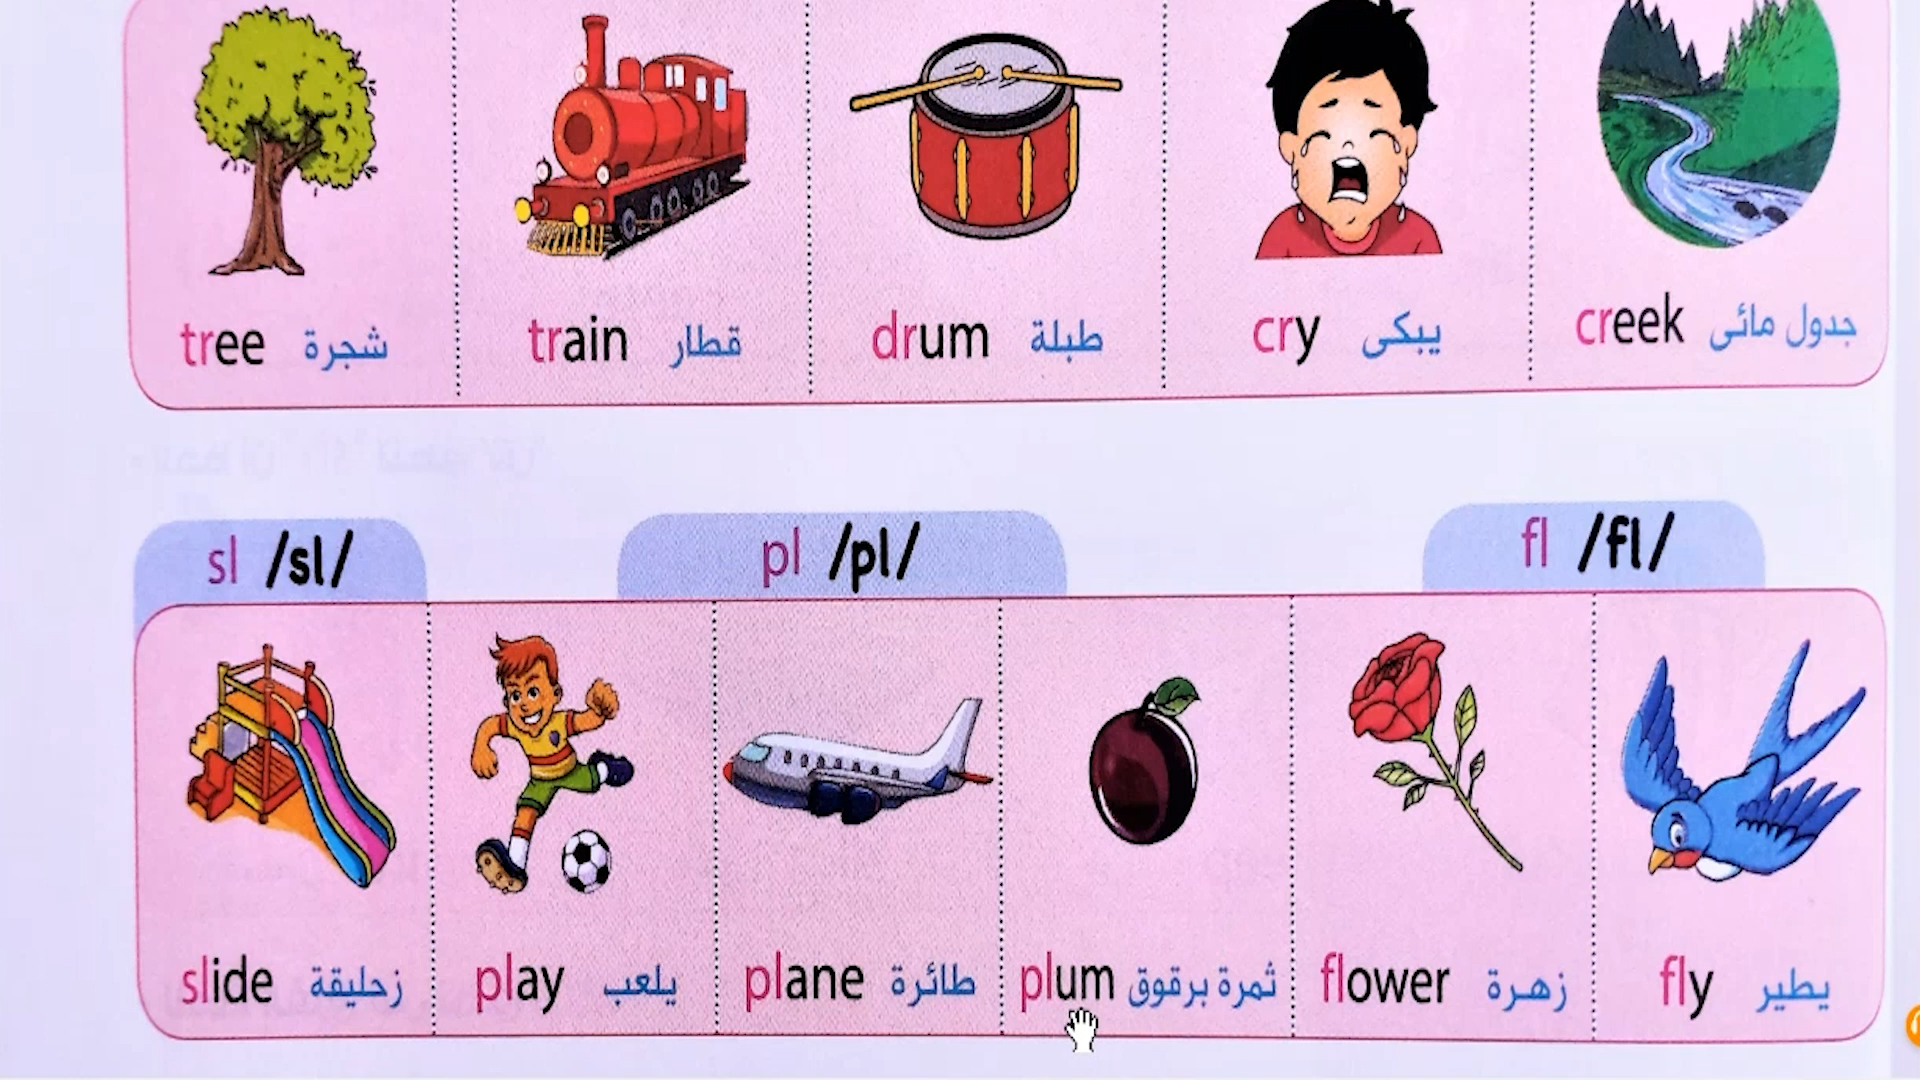 tree شجرة
train قطار
drum طبلة
cry يبكى
creek جدول مائى
sl /sl/
pl /pl/
fl /fl/
slide زحليقة
play يلعب
plane طائرة
plum ثمرة برقوق
flower زهرة
fly يطير